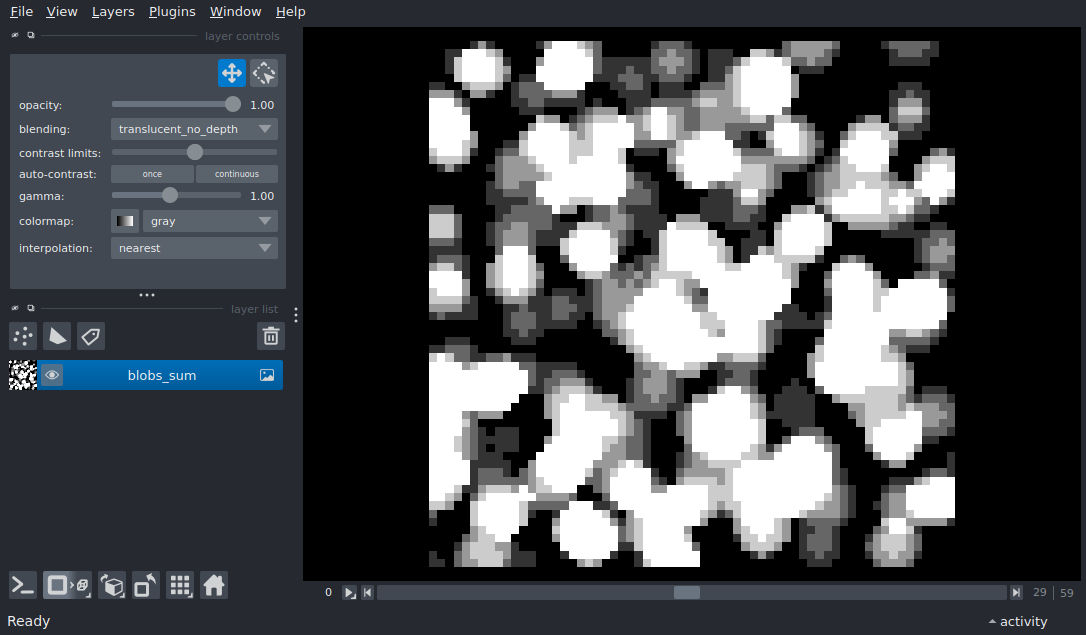 File View Layers Plugins Window Help
layer controls
opacity: 1.00
blending: translucent_no_depth
contrast limits:
auto-contrast: once continuous
gamma: 1.00
colormap: gray
interpolation: nearest
layer list
blobs_sum
0 29 | 59
Ready activity